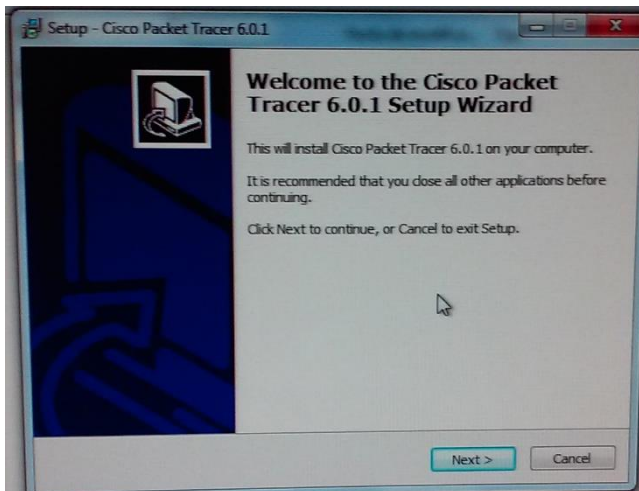 Setup - Cisco Packet Tracer 6.0.1
Welcome to the Cisco Packet
Tracer 6.0.1 Setup Wizard
This will install Cisco Packet Tracer 6.0.1 on your computer.
It is recommended that you close all other applications before
continuing.
Click Next to continue, or Cancel to exit Setup.
Next >
Cancel